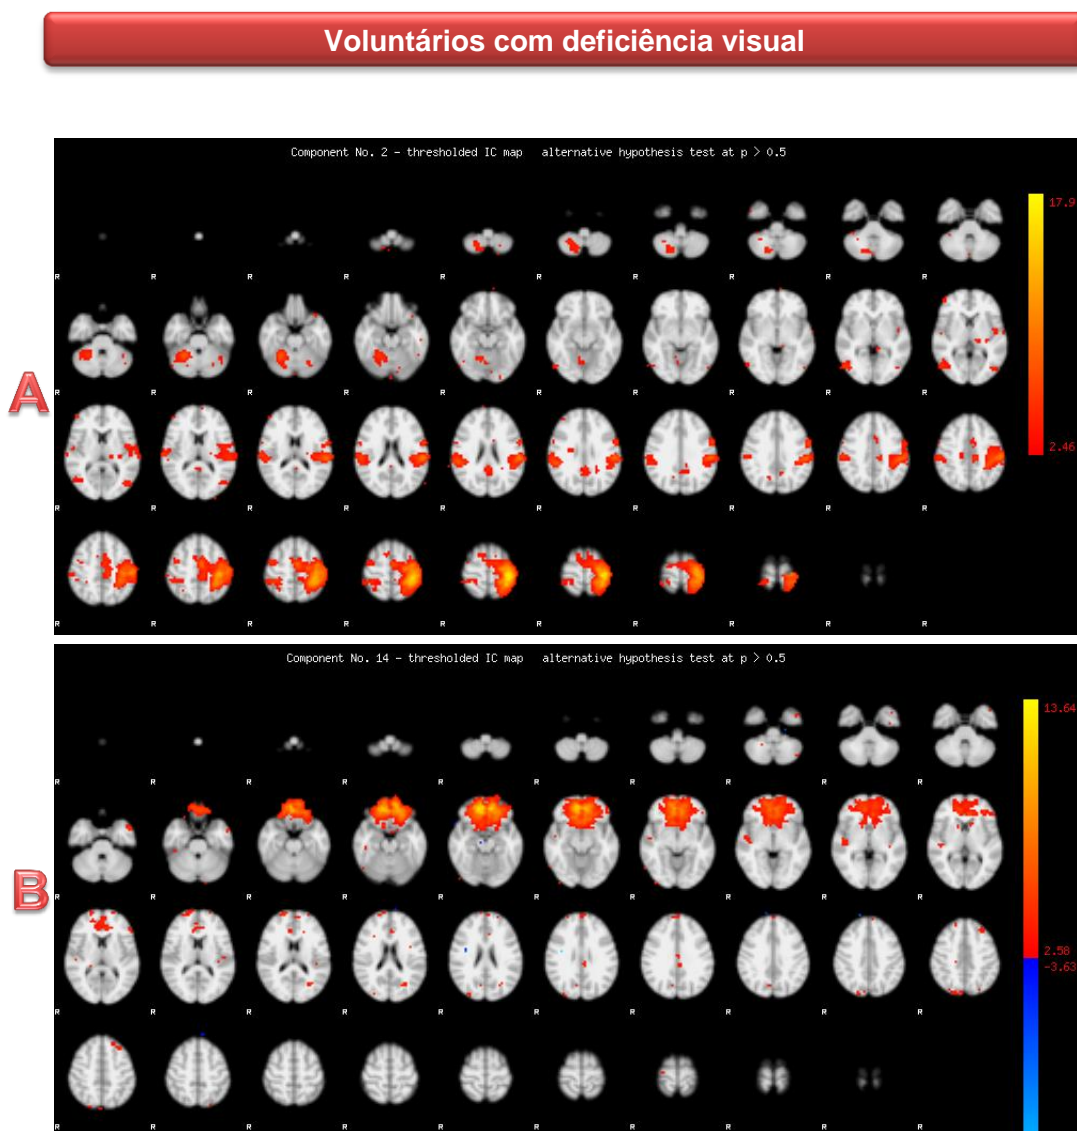 Voluntários com deficiência visual
Component No. 2 - thresholded IC map alternative hypothesis test at p > 0.5
17.9
R R R R R R R R R R
R R R R R R R R R R
A
2.46
R R R R R R R R R R
R R R R R R R R R R
Component No. 14 - thresholded IC map alternative hypothesis test at p > 0.5
13.64
R R R R R R R R R R
B
R R R R R R R R R R
2.58
-3.63
R R R R R R R R R R
R R R R R R R R R R